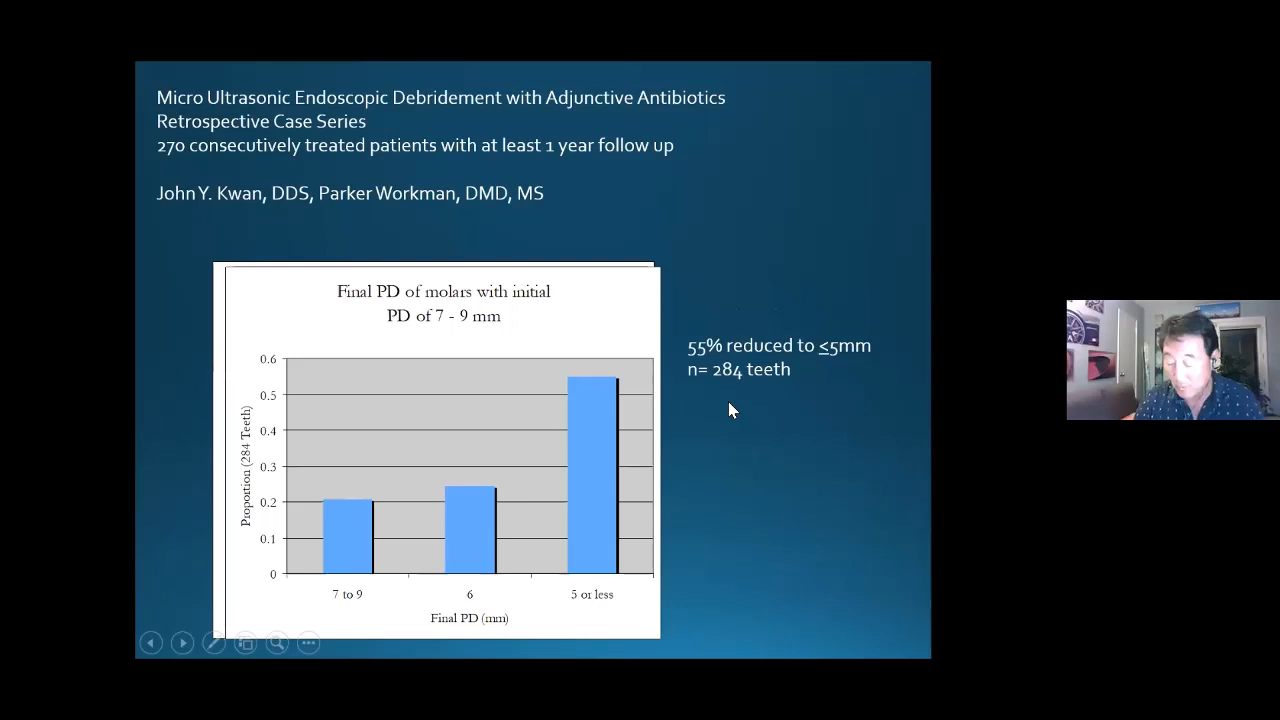 Micro Ultrasonic Endoscopic Debridement with Adjunctive Antibiotics
Retrospective Case Series
270 consecutively treated patients with at least 1 year follow up
John Y. Kwan, DDS, Parker Workman, DMD, MS
Final PD of molars with initial
PD of 7 - 9 mm
55% reduced to ≤5mm
n= 284 teeth
Proportion (284 Teeth)
0.6
0.5
0.4
0.3
0.2
0.1
0
7 to 9 6 5 or less
Final PD (mm)